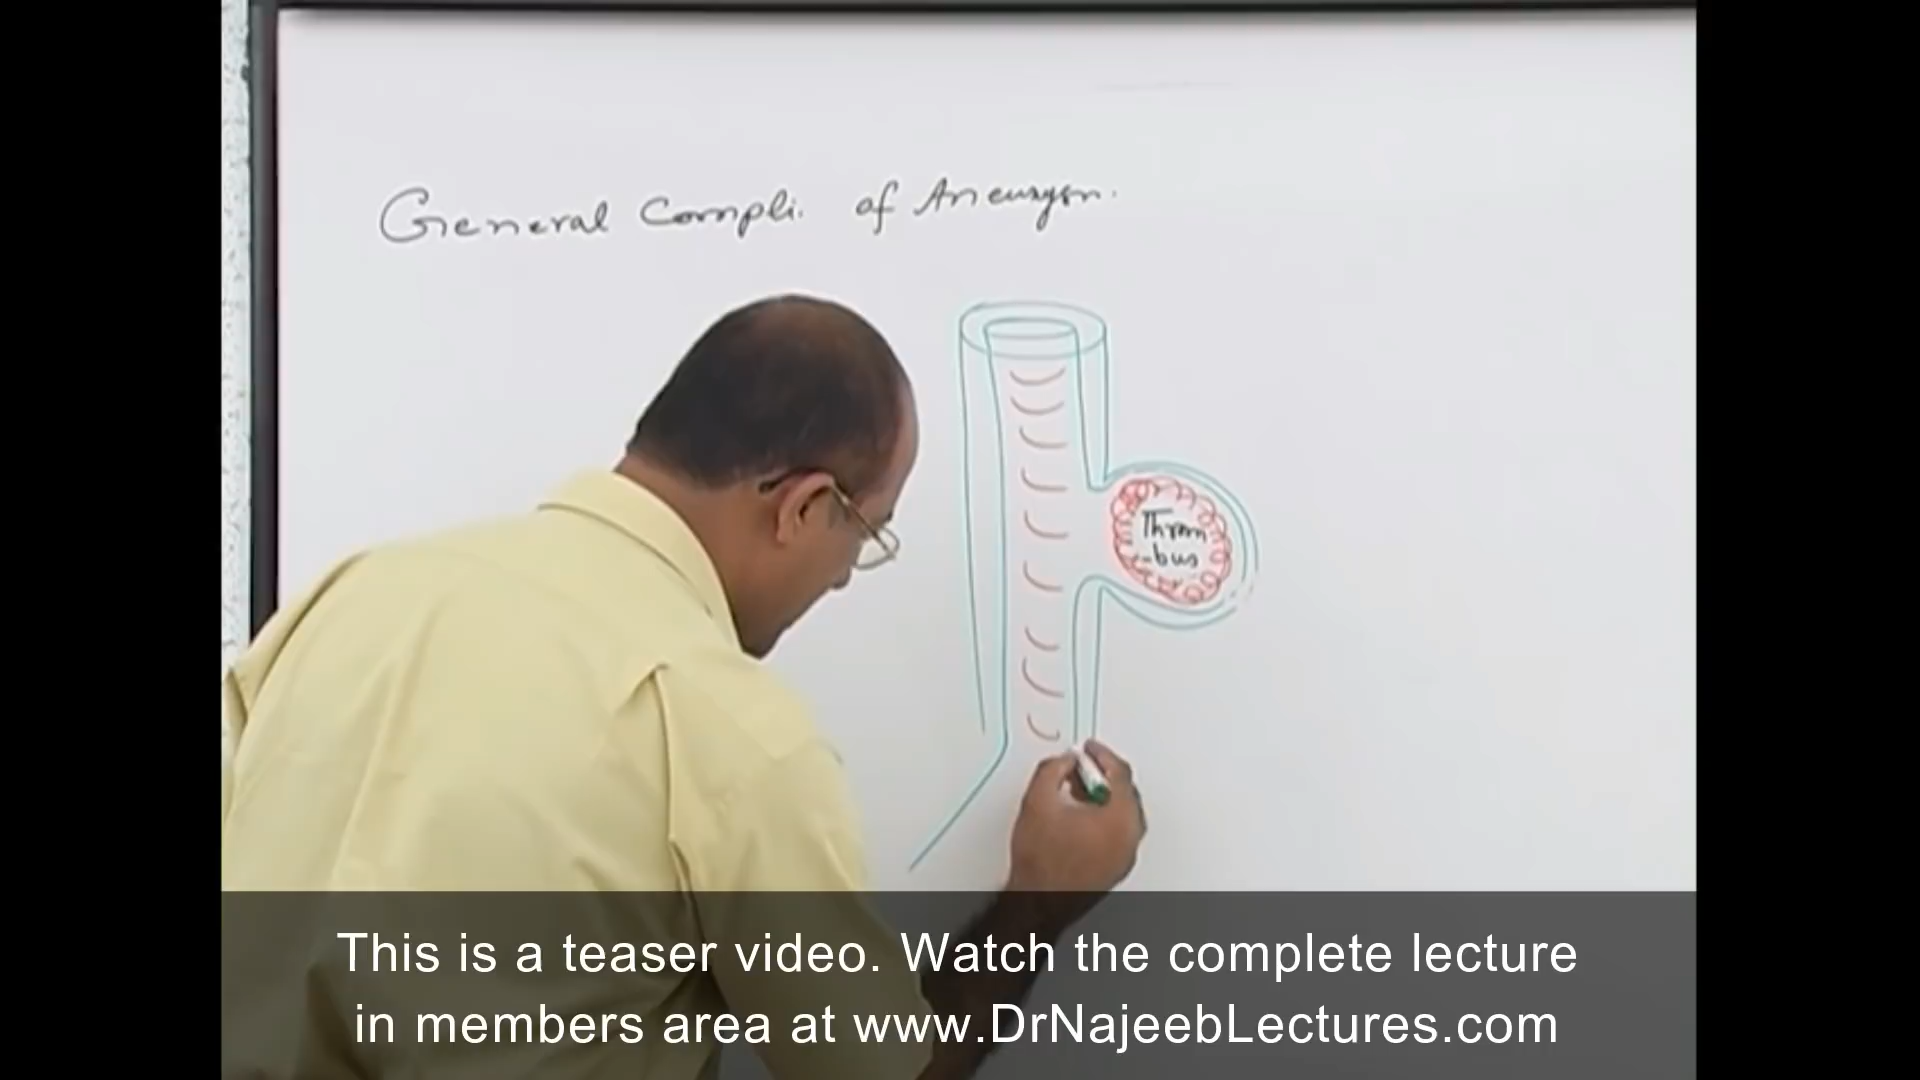 General Compli. of Aneurysm.
Throm
-bus
This is a teaser video. Watch the complete lecture
in members area at www.DrNajeebLectures.com